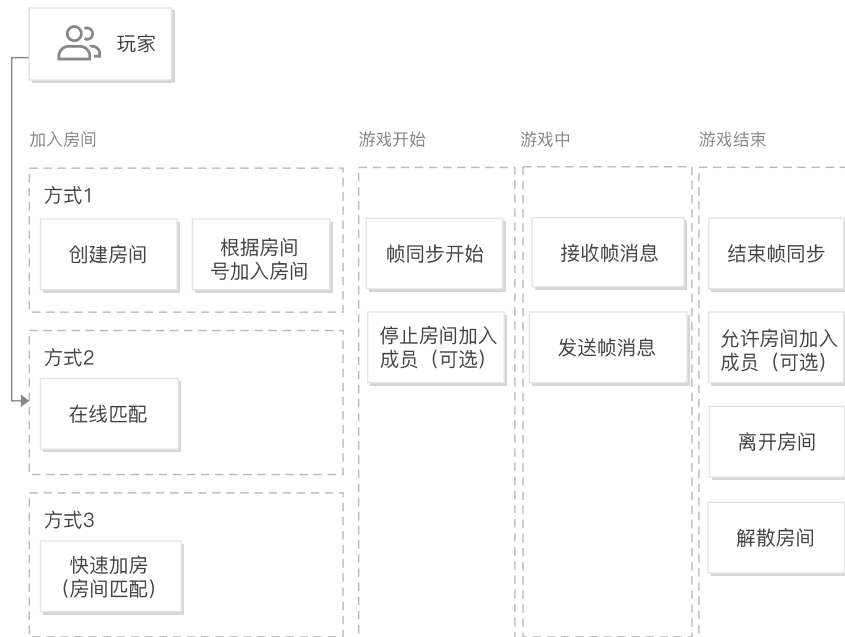 玩家
加入房间
方式1
创建房间
根据房间
号加入房间
方式2
在线匹配
方式3
快速加房
(房间匹配)
游戏开始
帧同步开始
停止房间加入
成员（可选）
游戏中
接收帧消息
发送帧消息
游戏结束
结束帧同步
允许房间加入
成员（可选）
离开房间
解散房间